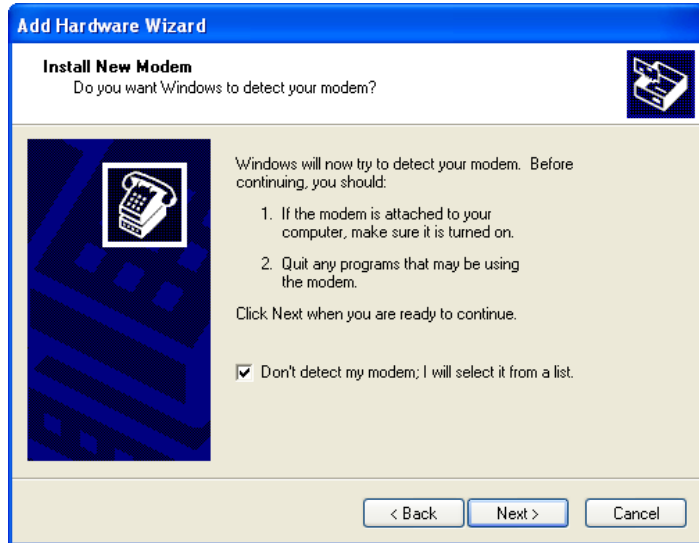 Add Hardware Wizard
Install New Modem
Do you want Windows to detect your modem?
Windows will now try to detect your modem.  Before
continuing, you should:
1. If the modem is attached to your
computer, make sure it is turned on.
2. Quit any programs that may be using
the modem.
Click Next when you are ready to continue.
Don't detect my modem; I will select it from a list.
< Back
Next >
Cancel